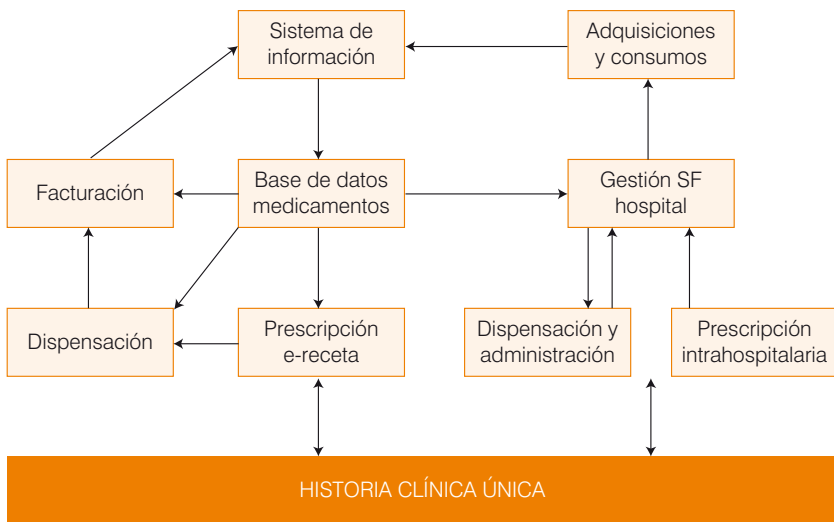 Sistema de
información
Adquisiciones
y consumos
Facturación
Base de datos
medicamentos
Gestión SF
hospital
Dispensación
Prescripción
e-receta
Dispensación y
administración
Prescripción
intrahospitalaria
HISTORIA CLÍNICA ÚNICA